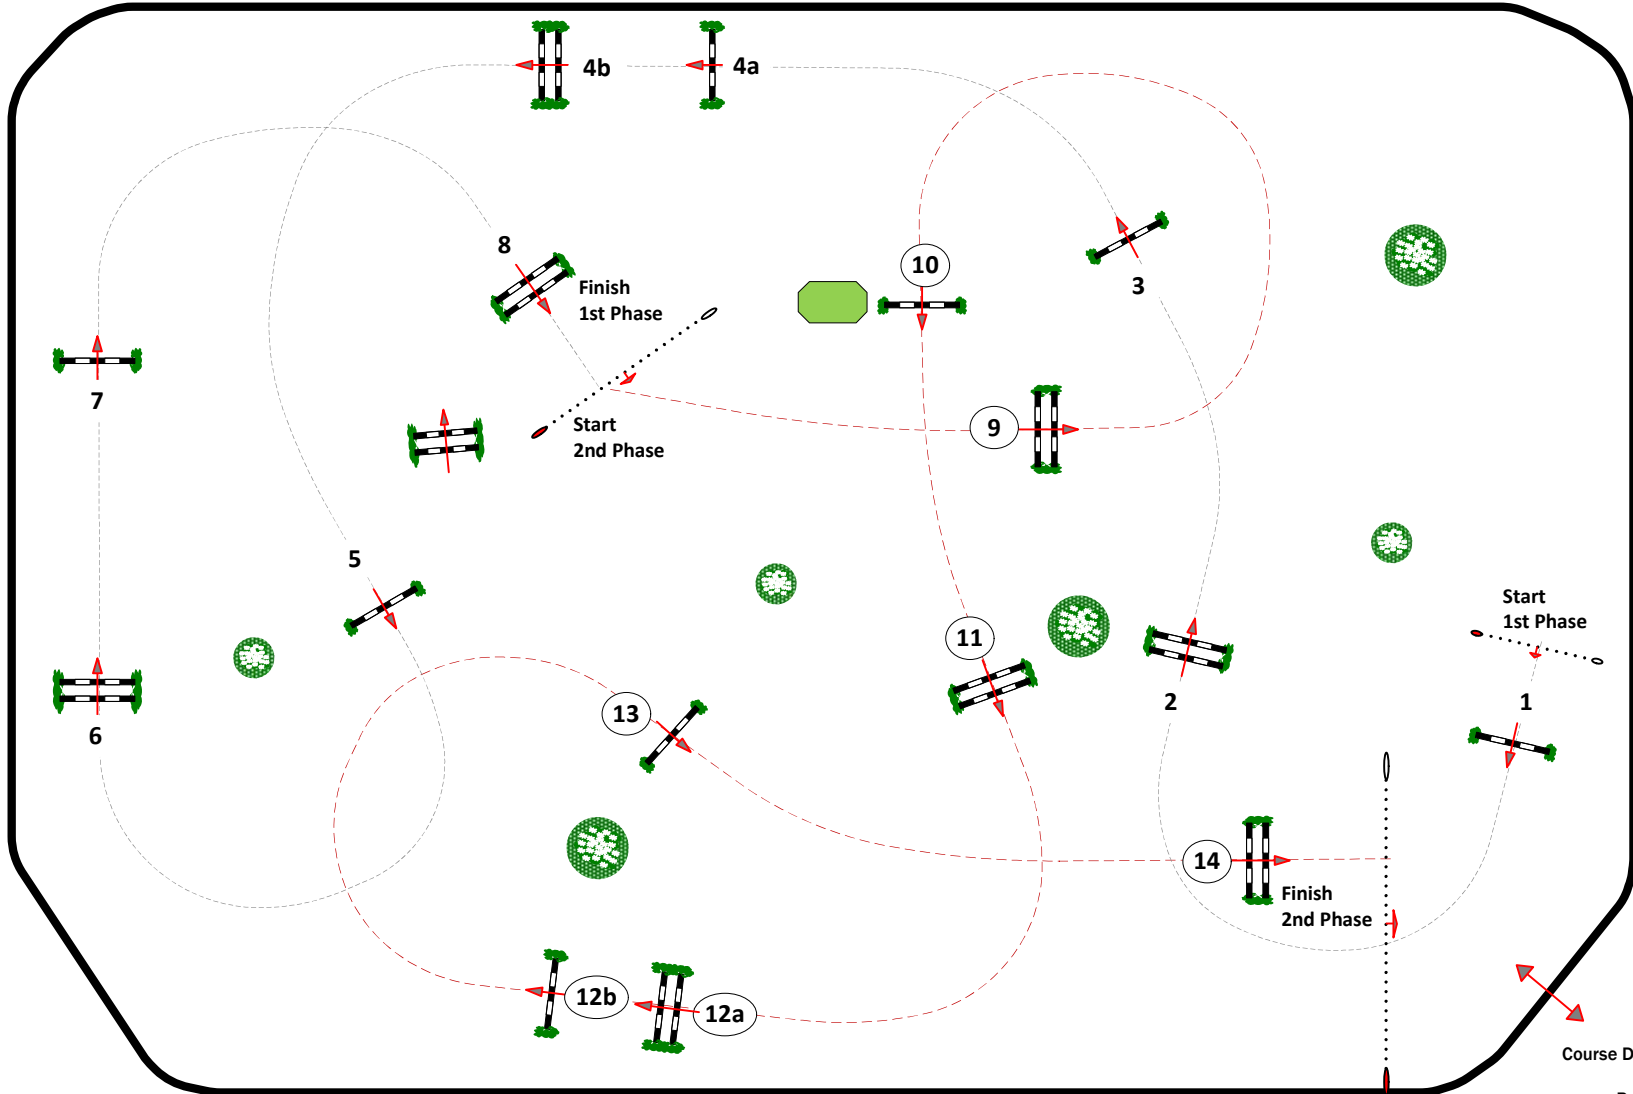 4b
4a
8
Finish
1st Phase
10
3
7
9
Start
2nd Phase
5
Start
1st Phase
11
2
1
6
13
14
Finish
2nd Phase
12b
12a
Course D